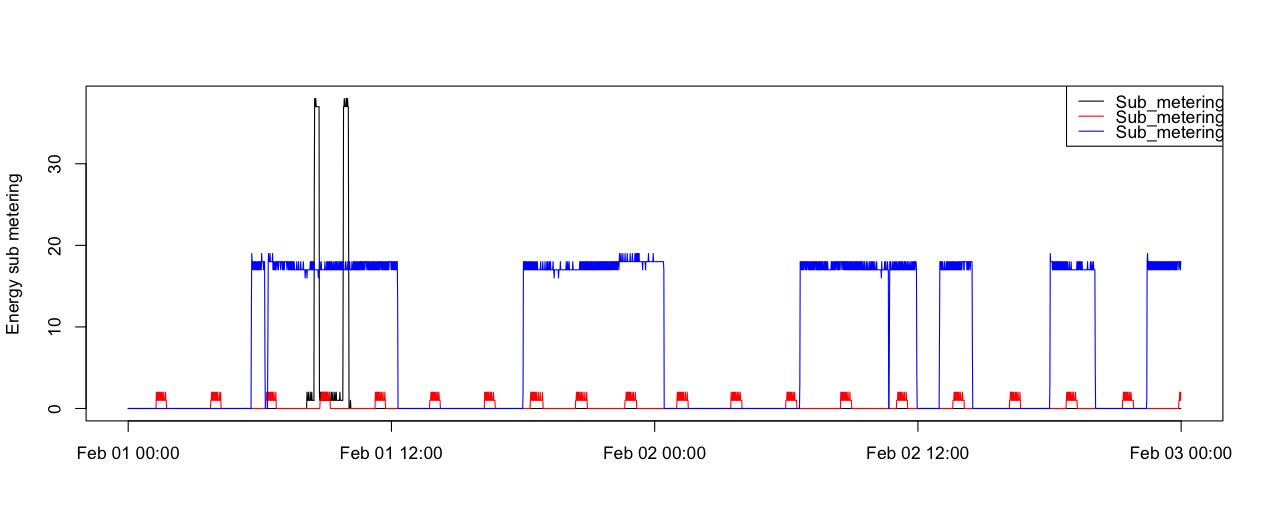 Sub_metering
Sub_metering
Sub_metering
Energy sub metering
30
20
10
0
Feb 01 00:00
Feb 01 12:00
Feb 02 00:00
Feb 02 12:00
Feb 03 00:00